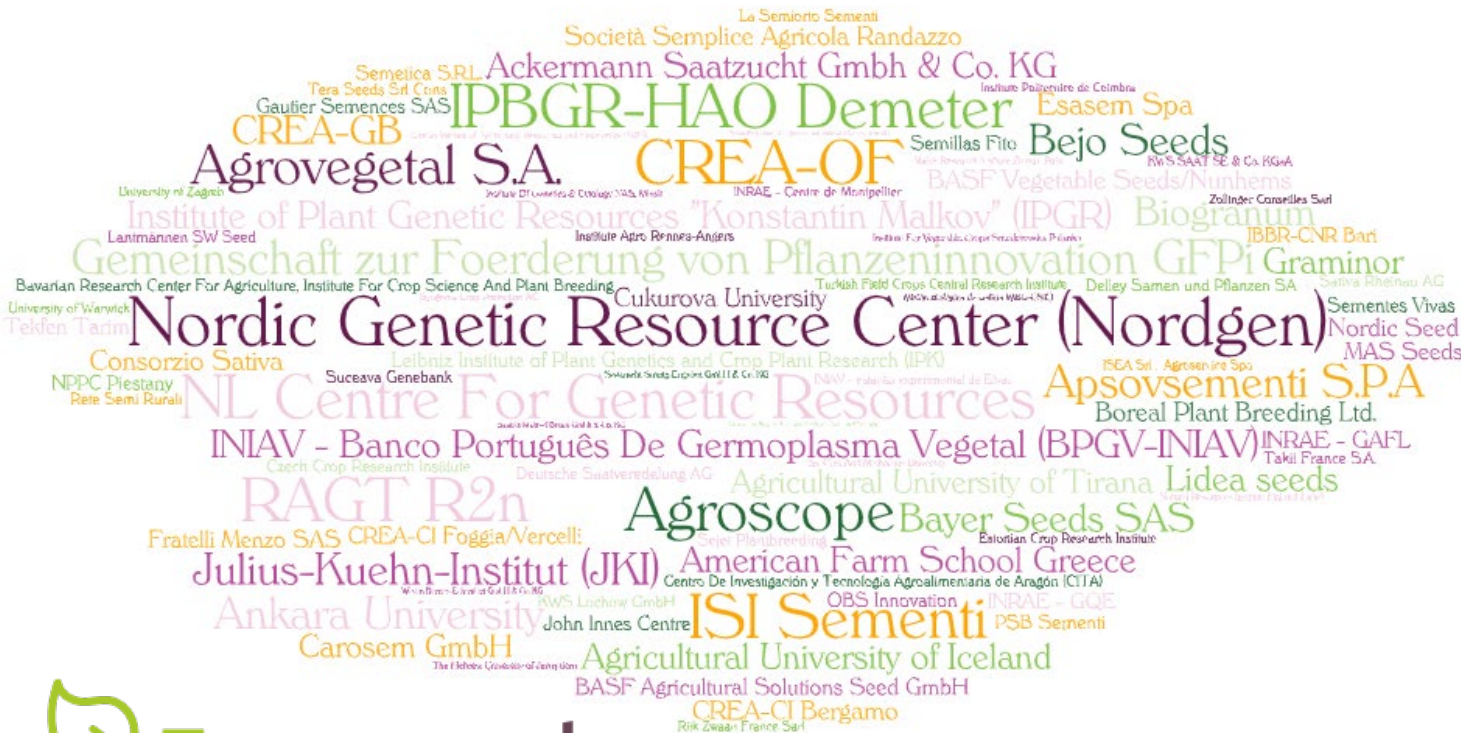 La Semiorto Sementi
Società Semplice Agricola Randazzo
Semetica S.R.L.
Ackermann Saatzucht Gmbh & Co. KG
Tera Seeds Srl Cons
Instituto Politecnico de Coimbra
Gautier Semences SAS
IPBGR-HAO Demeter
Esasem Spa
CREA-GB
Agrovegetal S.A.
CREA-OF
Semillas Fito
Bejo Seeds
KWS SAAT SE & Co. KGaA
BASF Vegetable Seeds/Nunhems
University of Zagreb
INRAE - Centre de Montpellier
Zollinger Conseilles Sarl
Institute of Plant Genetic Resources "Konstantin Malkov" (IPGR)
Biogranum
Lantmännen SW Seed
Institute Agro Rennes-Angers
IBBR-CNR Bari
Gemeinschaft zur Foerderung von Pflanzeninnovation GFPi
Graminor
Bavarian Research Center For Agriculture, Institute For Crop Science And Plant Breeding
Cukurova University
Turkish Field Crops Central Research Institute
Delley Samen und Pflanzen SA
Sativa Rheinau AG
University of Warwick
Nordic Genetic Resource Center (Nordgen)
Sementes Vivas
Tekfen Tarim
Nordic Seed
MAS Seeds
Consorzio Sativa
Leibniz Institute of Plant Genetics and Crop Plant Research (IPK)
ISEA Srl . Agroservice Spa
NPPC Piestany
Suceava Genebank
Apsovsementi S.P.A
Rete Semi Rurali
NL Centre For Genetic Resources
Boreal Plant Breeding Ltd.
INIAV - Banco Português De Germoplasma Vegetal (BPGV-INIAV)
INRAE - GAFL
Takii France S.A.
Czech Crop Research Institute
Deutsche Saatveredelung AG
Agricultural University of Tirana
Lidea seeds
RAGT R2n
Agroscope
Bayer Seeds SAS
Fratelli Menzo SAS
CREA-CI Foggia/Vercelli
Sejet Plantbreeding
Estonian Crop Research Institute
Julius-Kuehn-Institut (JKI)
American Farm School Greece
Centro De Investigación y Tecnología Agroalimentaria de Aragón (CITA)
Ankara University
KWS Lochow GmbH
OBS Innovation
INRAE - GQE
John Innes Centre
ISI Sementi
PSB Sementi
Carosem GmbH
The Hebrew University of Jerusalem
Agricultural University of Iceland
BASF Agricultural Solutions Seed GmbH
CREA-CI Bergamo
Rijk Zwaan France Sarl